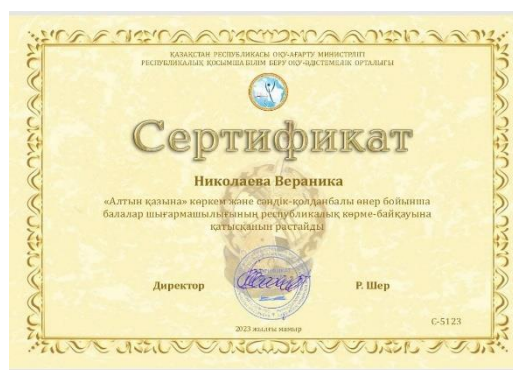 ҚАЗАҚСТАН РЕСПУБЛИКАСЫ ОҚУ-АҒАРТУ МИНИСТРЛІГІ
РЕСПУБЛИКАЛЫҚ ҚОСЫМША БІЛІМ БЕРУ ОҚУ-ӘДІСТЕМЕЛІК ОРТАЛЫҒЫ
Сертификат
Николаева Вераника
«Алтын қазына» көркем және сәндік-қолданбалы өнер бойынша
балалар шығармашылығының республикалық көрме-байқауына
қатысқанын растайды
Директор
Р. Шер
2023 жылғы мамыр
С-5123